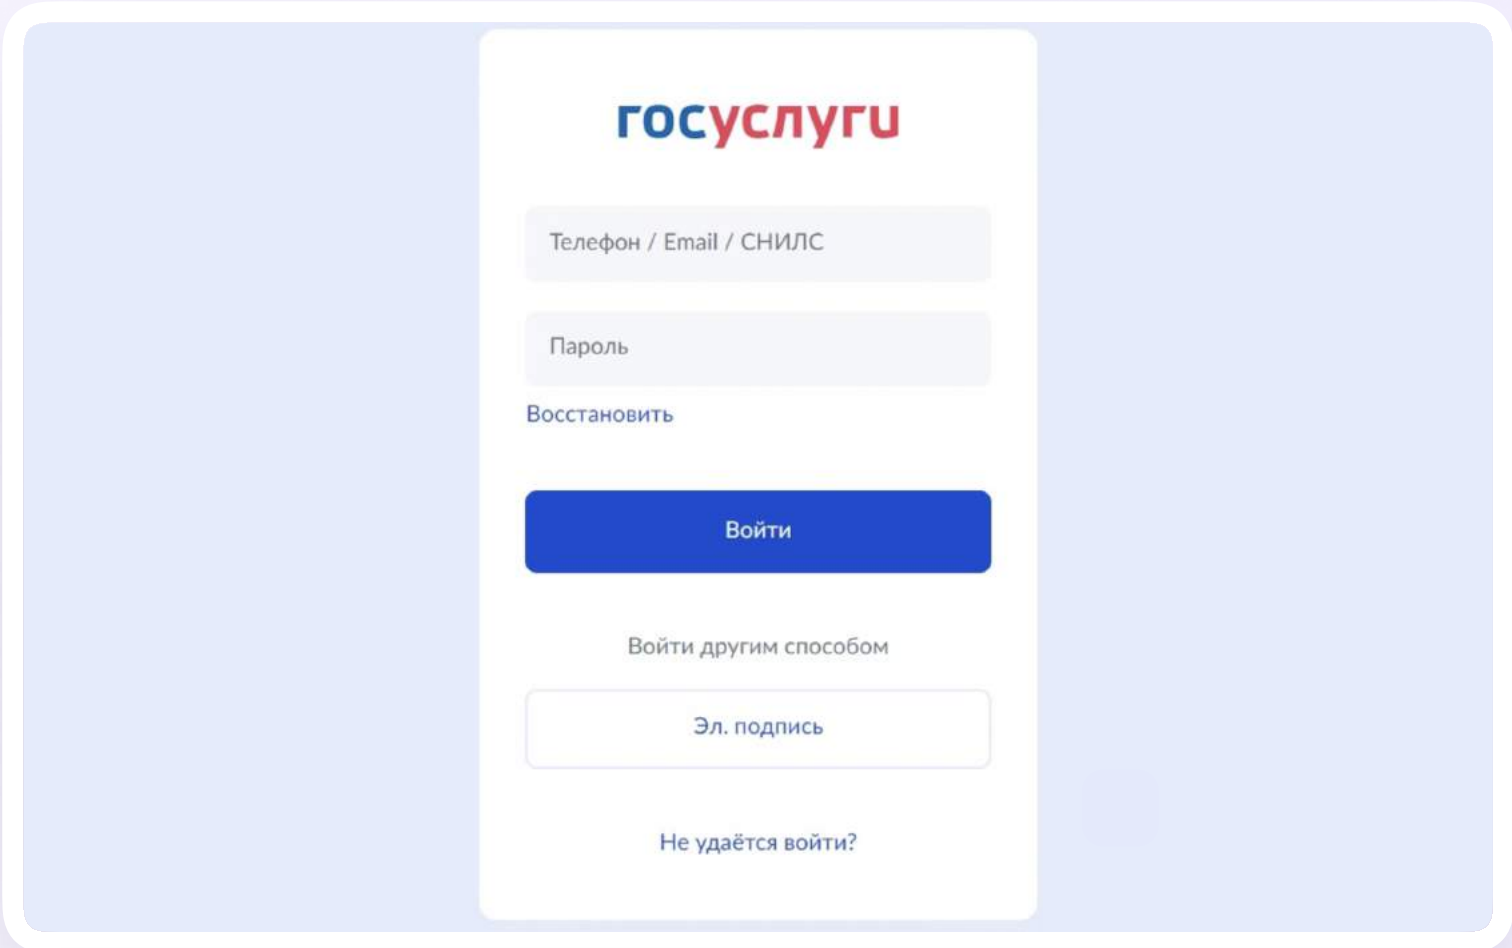 госуслуги
Телефон / Email / СНИЛС
Пароль
Восстановить
Войти
Войти другим способом
Эл. подпись
Не удаётся войти?